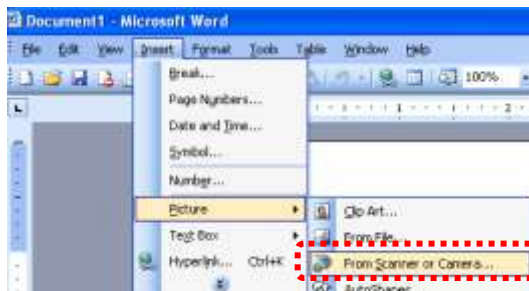 Document1 - Microsoft Word
File Edit View Insert Format Tools Table Window Help
100%
Break...
Page Numbers...
Date and Time...
Symbol...
Number...
Picture
Text Box
Hyperlink... Ctrl+K
Clip Art...
From File...
From Scanner or Camera...
AutoShapes